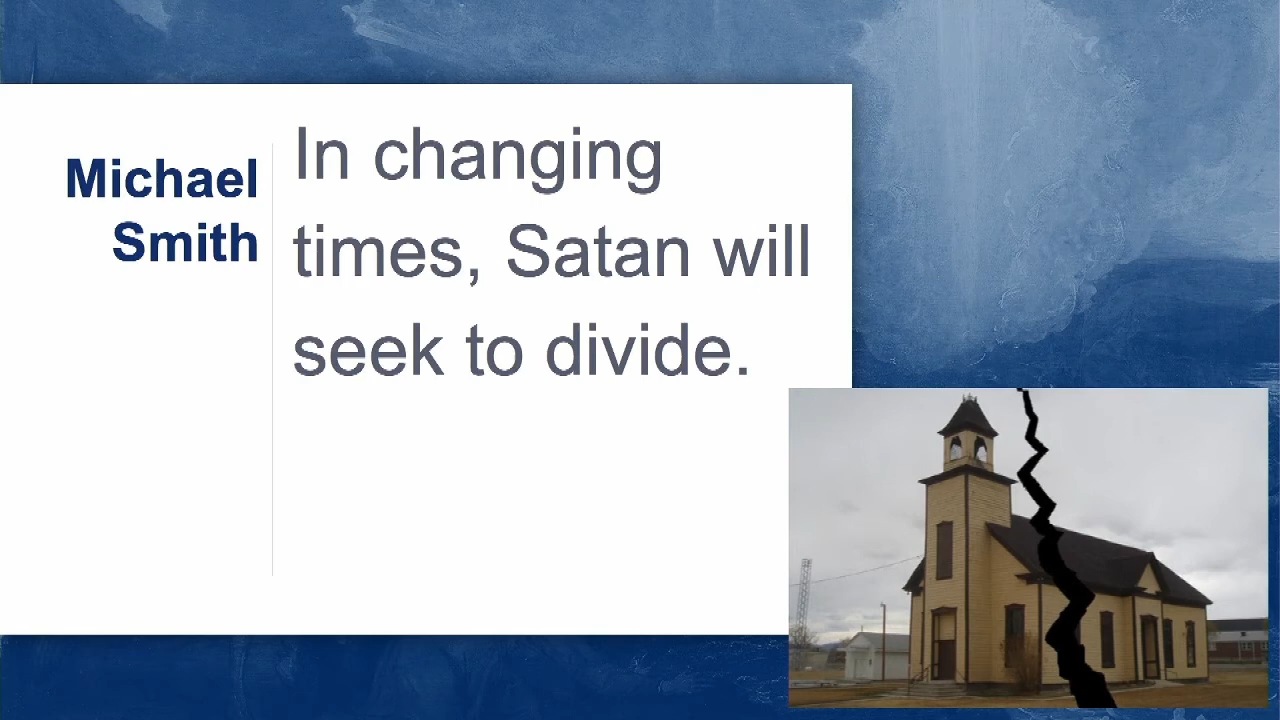 Michael
Smith
In changing
times, Satan will
seek to divide.